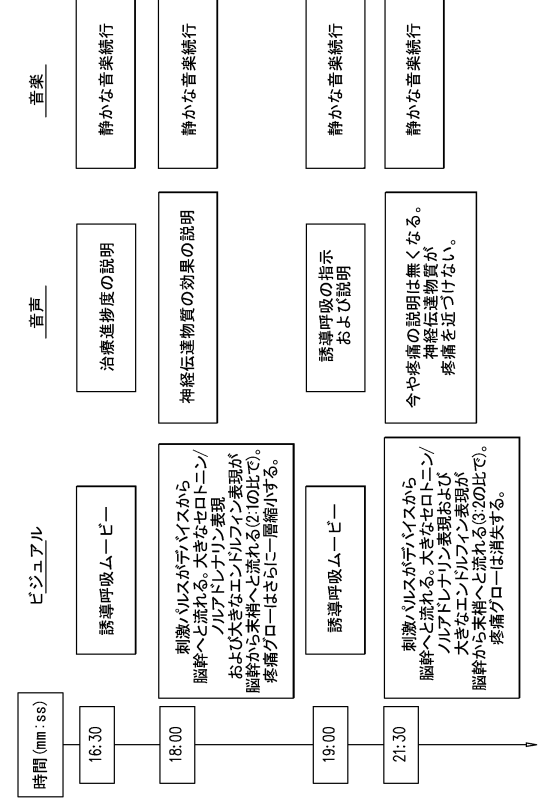 時間(mm:ss)
ビジュアル
音声
音楽
16:30
誘導呼吸ムービー
治療進捗度の説明
静かな音楽続行
18:00
刺激パルスがデバイスから
脳幹へと流れる。大きなセロトニン/
ノルアドレナリン表現
および大きなエンドルフィン表現が
脳幹から末梢へと流れる(2:1の比で)。
疼痛グローはさらに一層縮小する。
神経伝達物質の効果の説明
静かな音楽続行
19:00
誘導呼吸ムービー
誘導呼吸の指示
および説明
静かな音楽続行
21:30
刺激パルスがデバイスから
脳幹へと流れる。大きなセロトニン/
ノルアドレナリン表現および
大きなエンドルフィン表現が
脳幹から末梢へと流れる(3:2の比で)。
疼痛グローは消失する。
今や疼痛の説明は無くなる。
神経伝達物質が
疼痛を近づけない。
静かな音楽続行